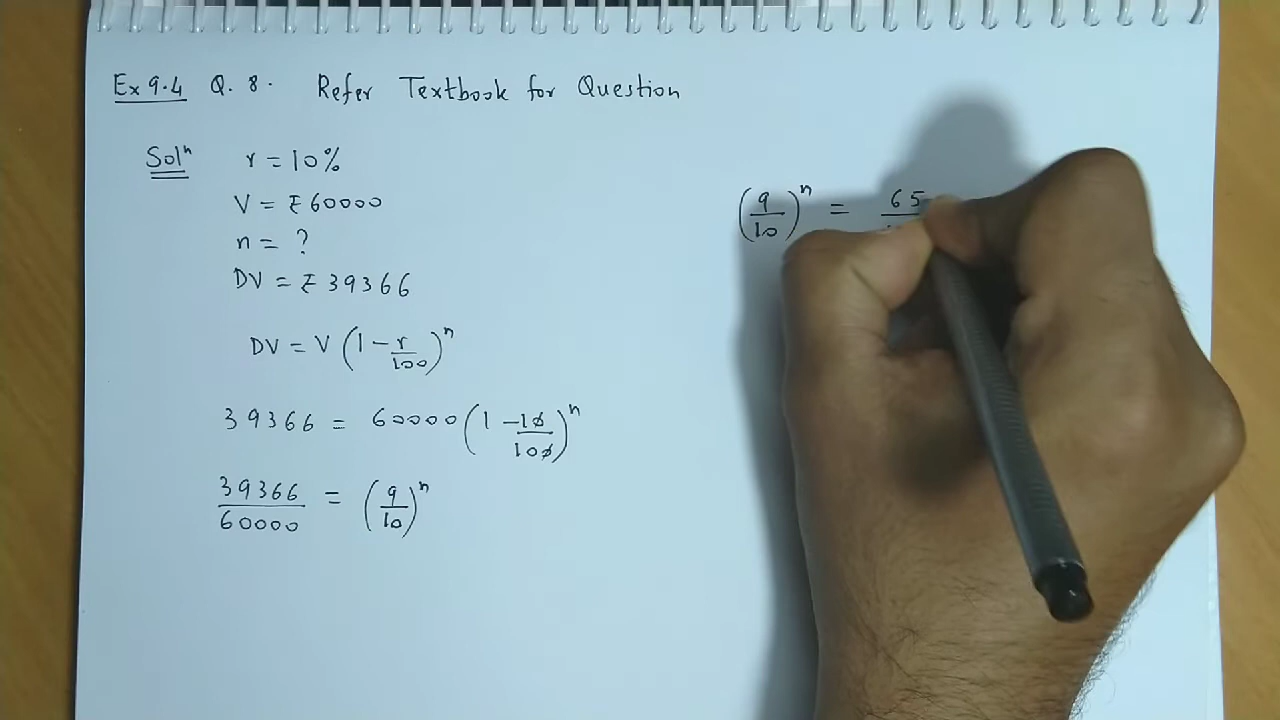 Ex 9.4 Q. 8. Refer Textbook for Question
Solⁿ r = 10%
V = ₹ 60000
n = ?
DV = ₹ 39366
DV = V (1 - r/100)ⁿ
39366 = 60000 (1 - 10/100)ⁿ
39366/60000 = (9/10)ⁿ
(9/10)ⁿ = 65